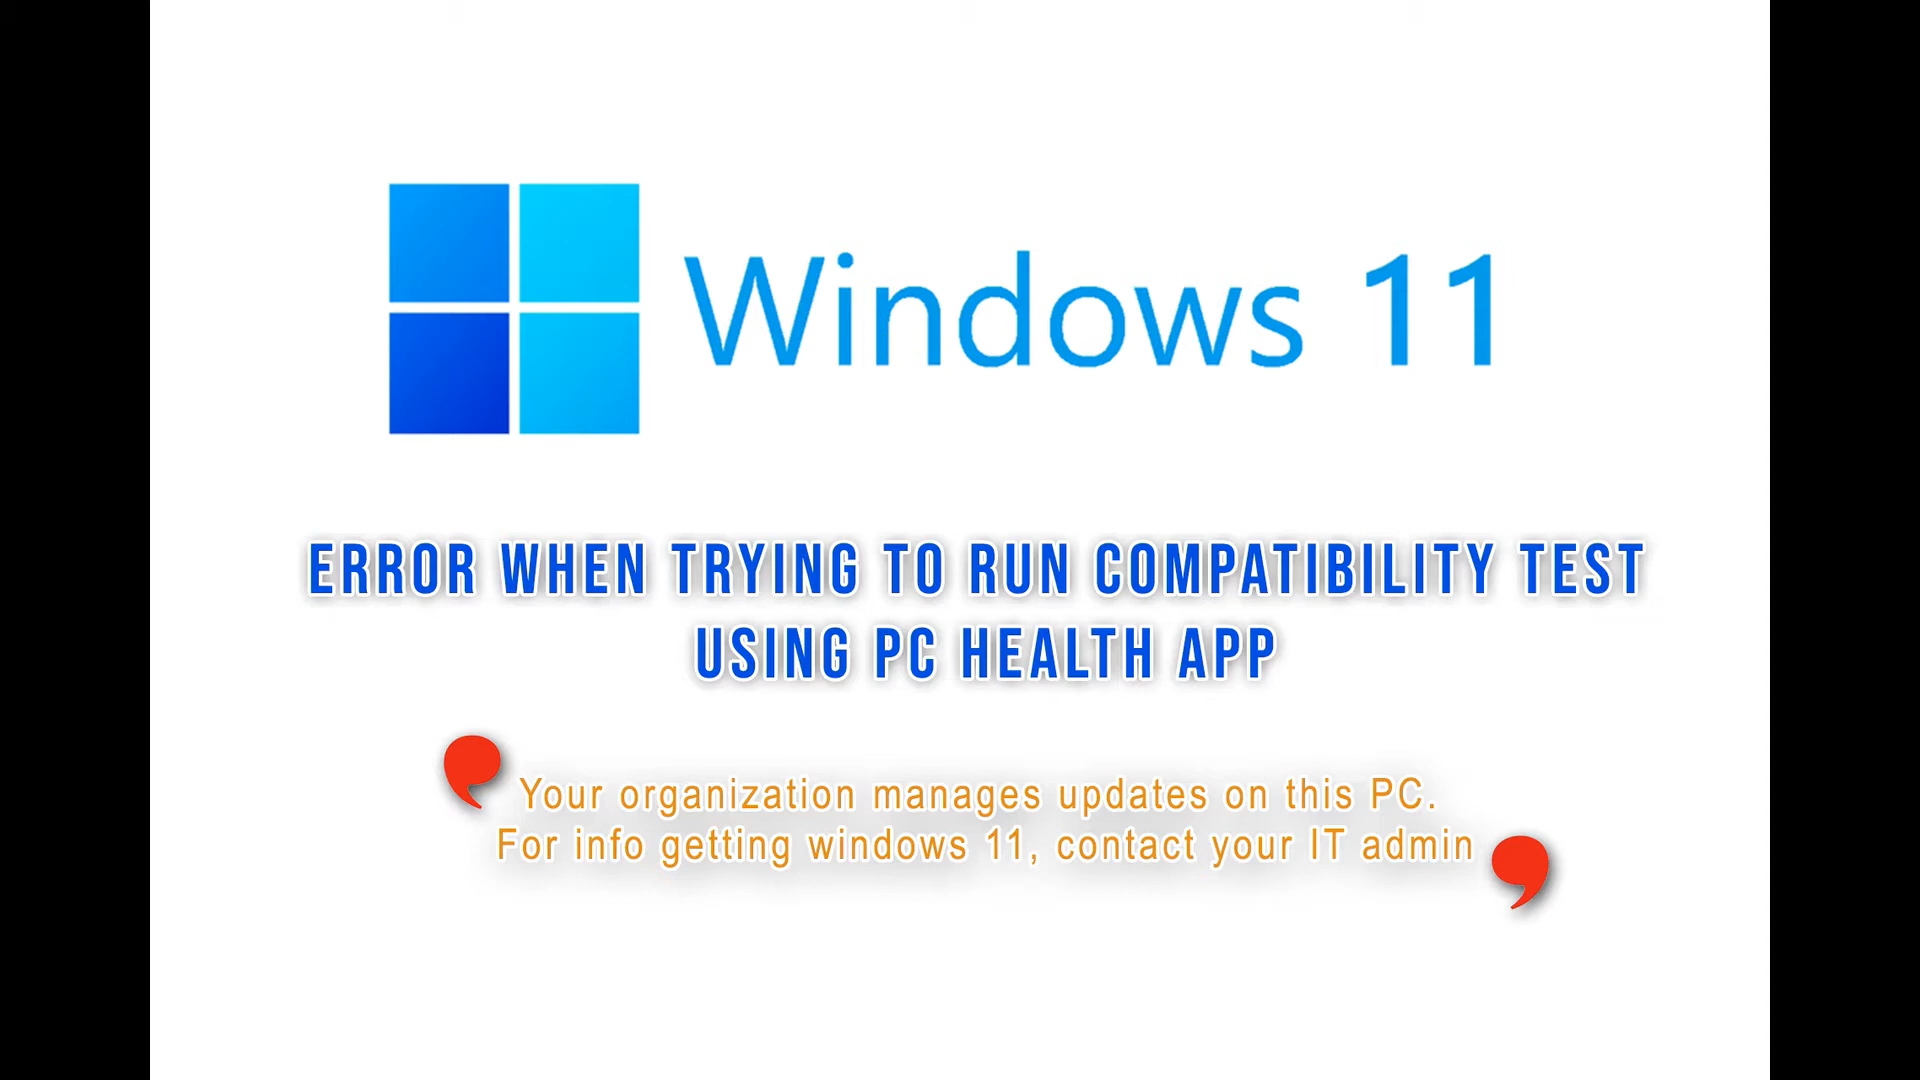 Windows 11
ERROR WHEN TRYING TO RUN COMPATIBILITY TEST
USING PC HEALTH APP
Your organization manages updates on this PC.
For info getting windows 11, contact your IT admin